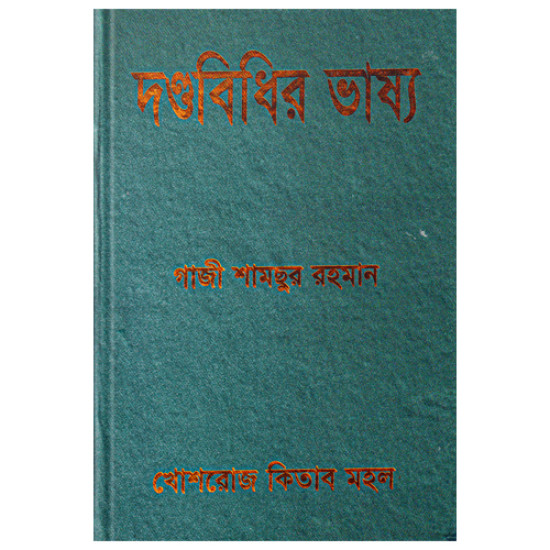 দণ্ডবিধির ভাষ্য
গাজী শামছুর রহমান
খোশরোজ কিতাব মহল